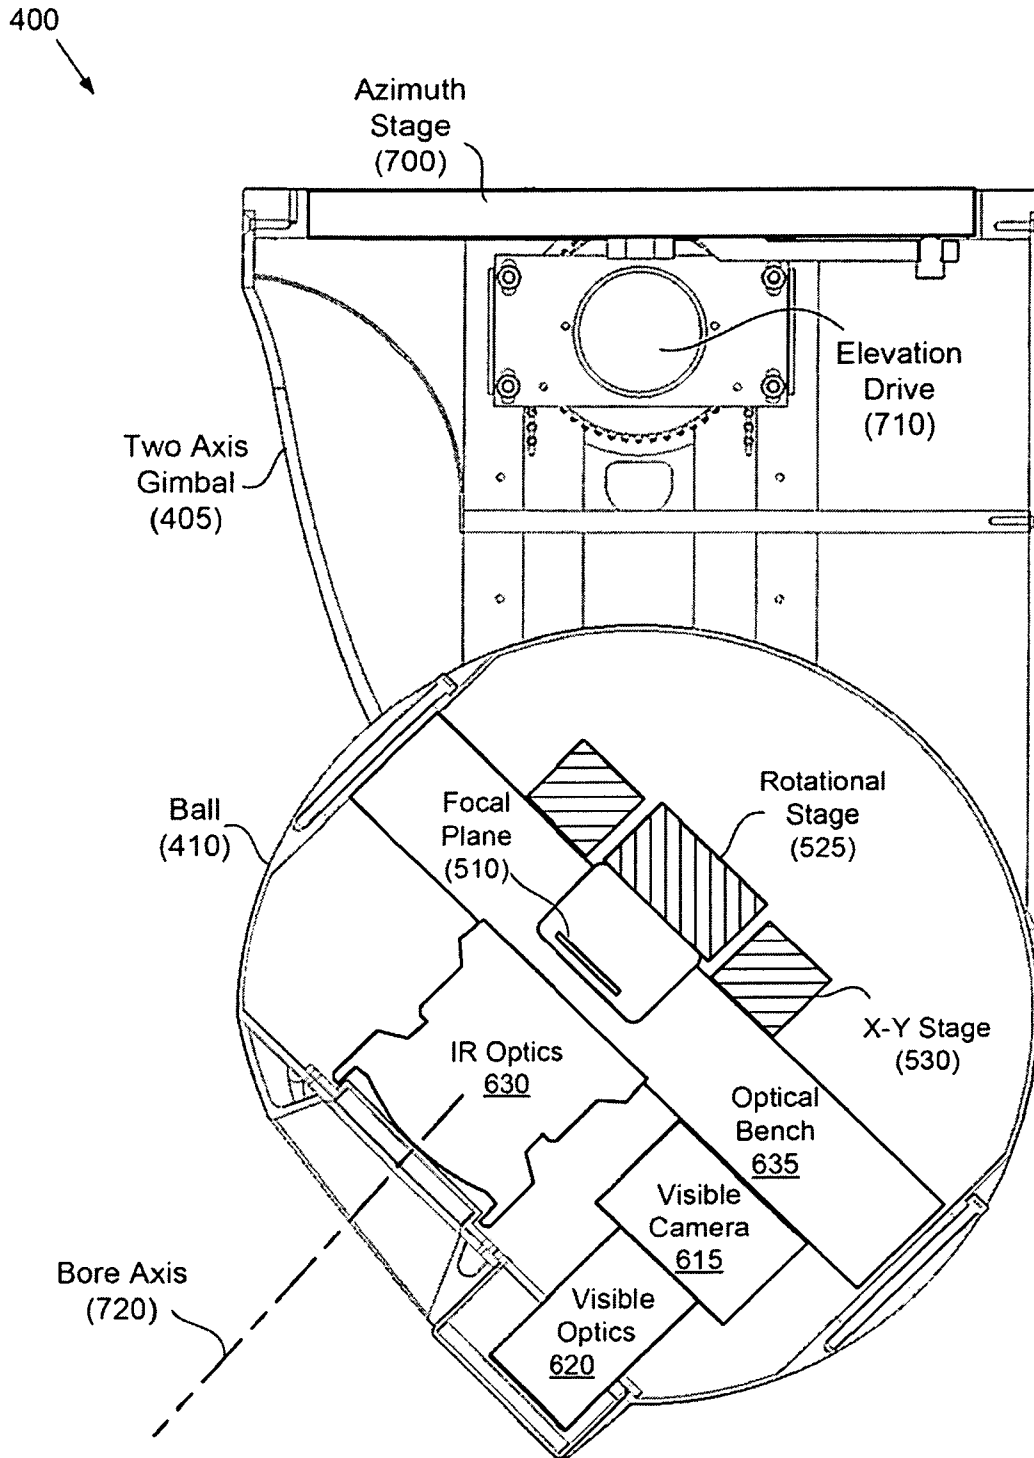 400
Azimuth
Stage
(700)
Elevation
Drive
(710)
Two Axis
Gimbal
(405)
Ball
(410)
Focal
Plane
(510)
Rotational
Stage
(525)
X-Y Stage
(530)
IR Optics
630
Optical
Bench
635
Visible
Camera
615
Visible
Optics
620
Bore Axis
(720)